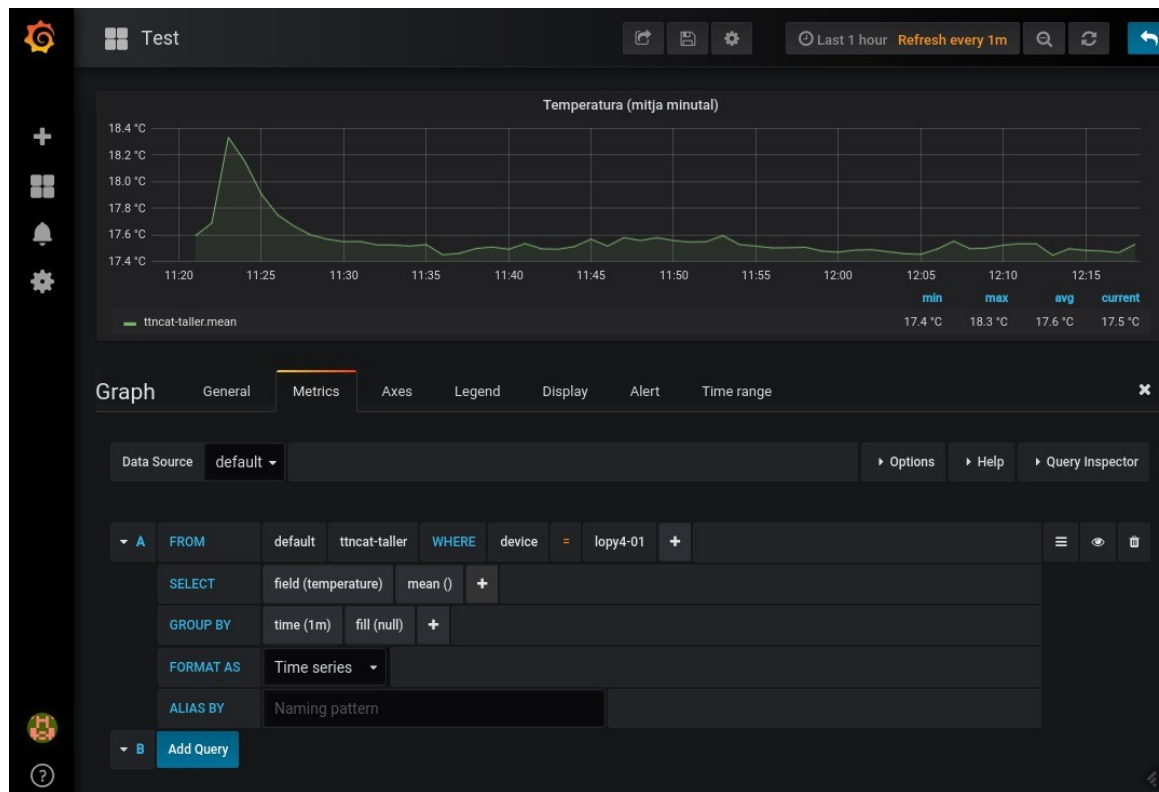 Test
Last 1 hour Refresh every 1m
Temperatura (mitja minutal)
18.4 °C
18.2 °C
18.0 °C
17.8 °C
17.6 °C
17.4 °C
11:20 11:25 11:30 11:35 11:40 11:45 11:50 11:55 12:00 12:05 12:10 12:15
min max avg current
ttncat-taller.mean 17.4 °C 18.3 °C 17.6 °C 17.5 °C
Graph General Metrics Axes Legend Display Alert Time range
Data Source default Options Help Query Inspector
A FROM default ttncat-taller WHERE device = lopy4-01 +
SELECT field (temperature) mean () +
GROUP BY time (1m) fill (null) +
FORMAT AS Time series
ALIAS BY Naming pattern
B Add Query